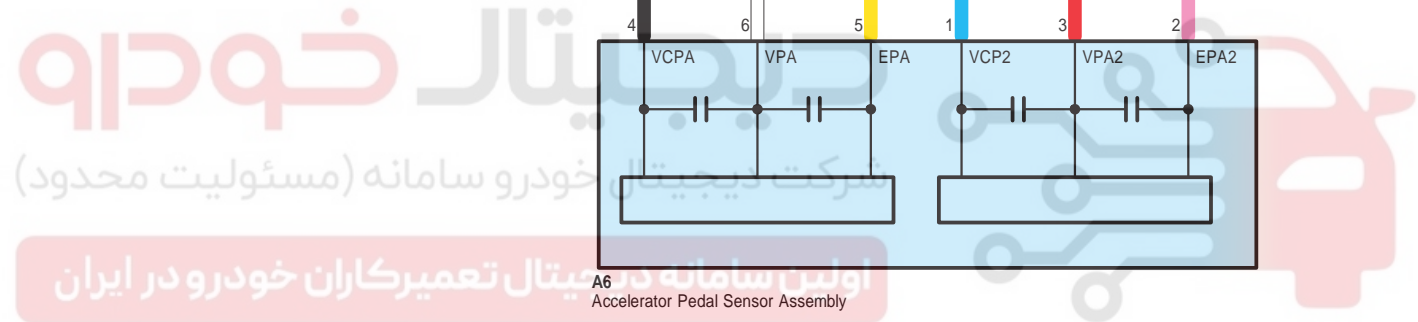 4 6 5 1 3 2
VCPA VPA EPA VCP2 VPA2 EPA2
دیجیتال خودرو
شرکت دیجیتال خودرو سامانه (مسئولیت محدود)
اولین سامانه دیجیتال تعمیرکاران خودرو در ایران
A6
Accelerator Pedal Sensor Assembly